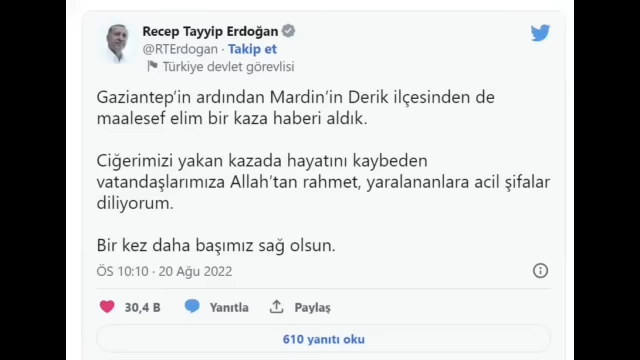 Recep Tayyip Erdoğan
@RTErdogan · Takip et
Türkiye devlet görevlisi
Gaziantep’in ardından Mardin’in Derik ilçesinden de
maalesef elim bir kaza haberi aldık.
Ciğerimizi yakan kazada hayatını kaybeden
vatandaşlarımıza Allah’tan rahmet, yaralananlara acil şifalar
diliyorum.
Bir kez daha başımız sağ olsun.
ÖS 10:10 · 20 Ağu 2022
30,4 B Yanıtla Paylaş
610 yanıtı oku